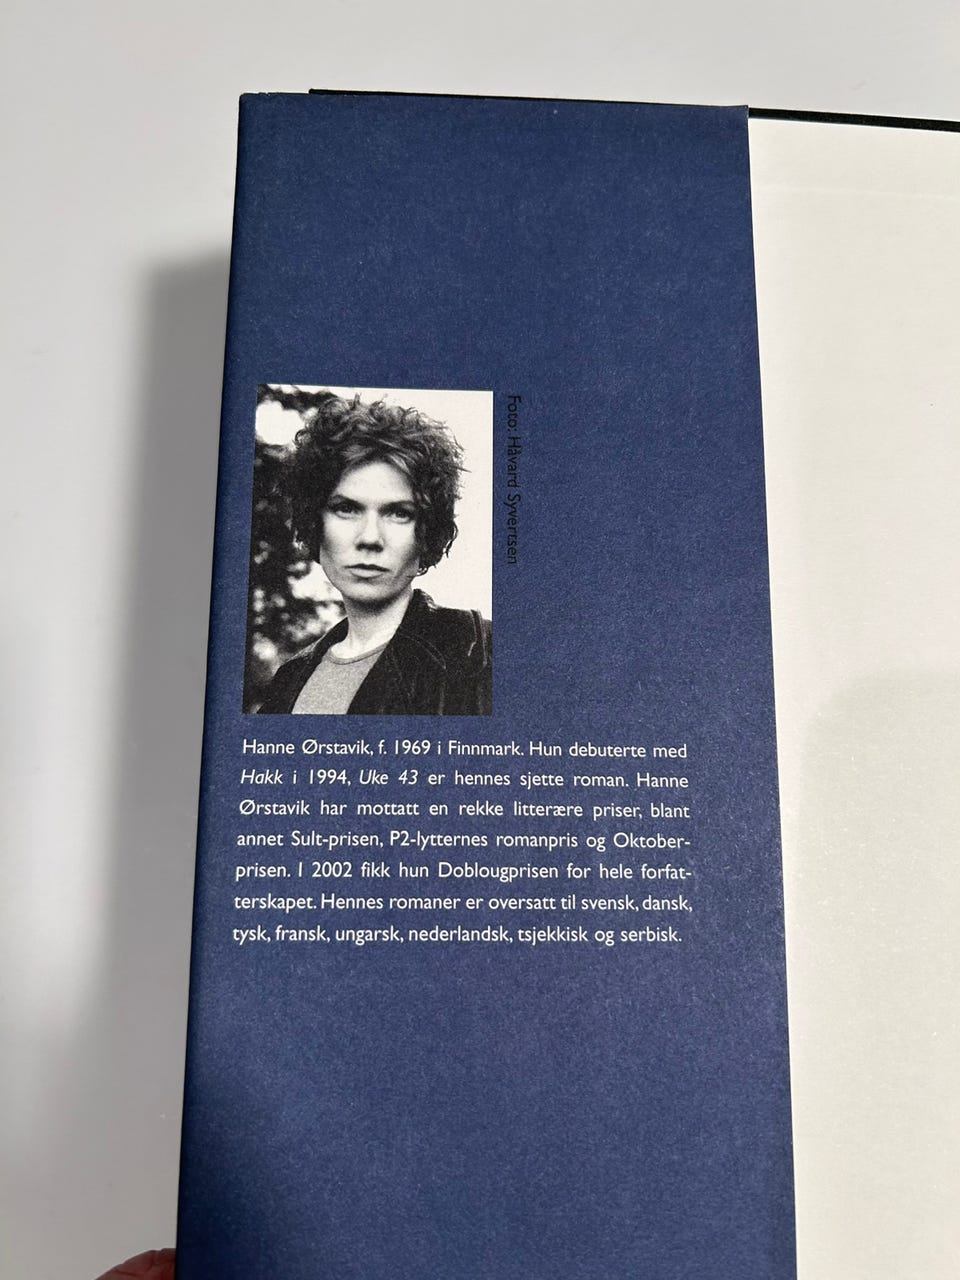 Foto: Håvard Syvertsen
Hanne Ørstavik, f. 1969 i Finnmark. Hun debuterte med
Hakk i 1994, Uke 43 er hennes sjette roman. Hanne
Ørstavik har mottatt en rekke litterære priser, blant
annet Sult-prisen, P2-lytternes romanpris og Oktober-
prisen. I 2002 fikk hun Doblougprisen for hele forfat-
terskapet. Hennes romaner er oversatt til svensk, dansk,
tysk, fransk, ungarsk, nederlandsk, tsjekkisk og serbisk.